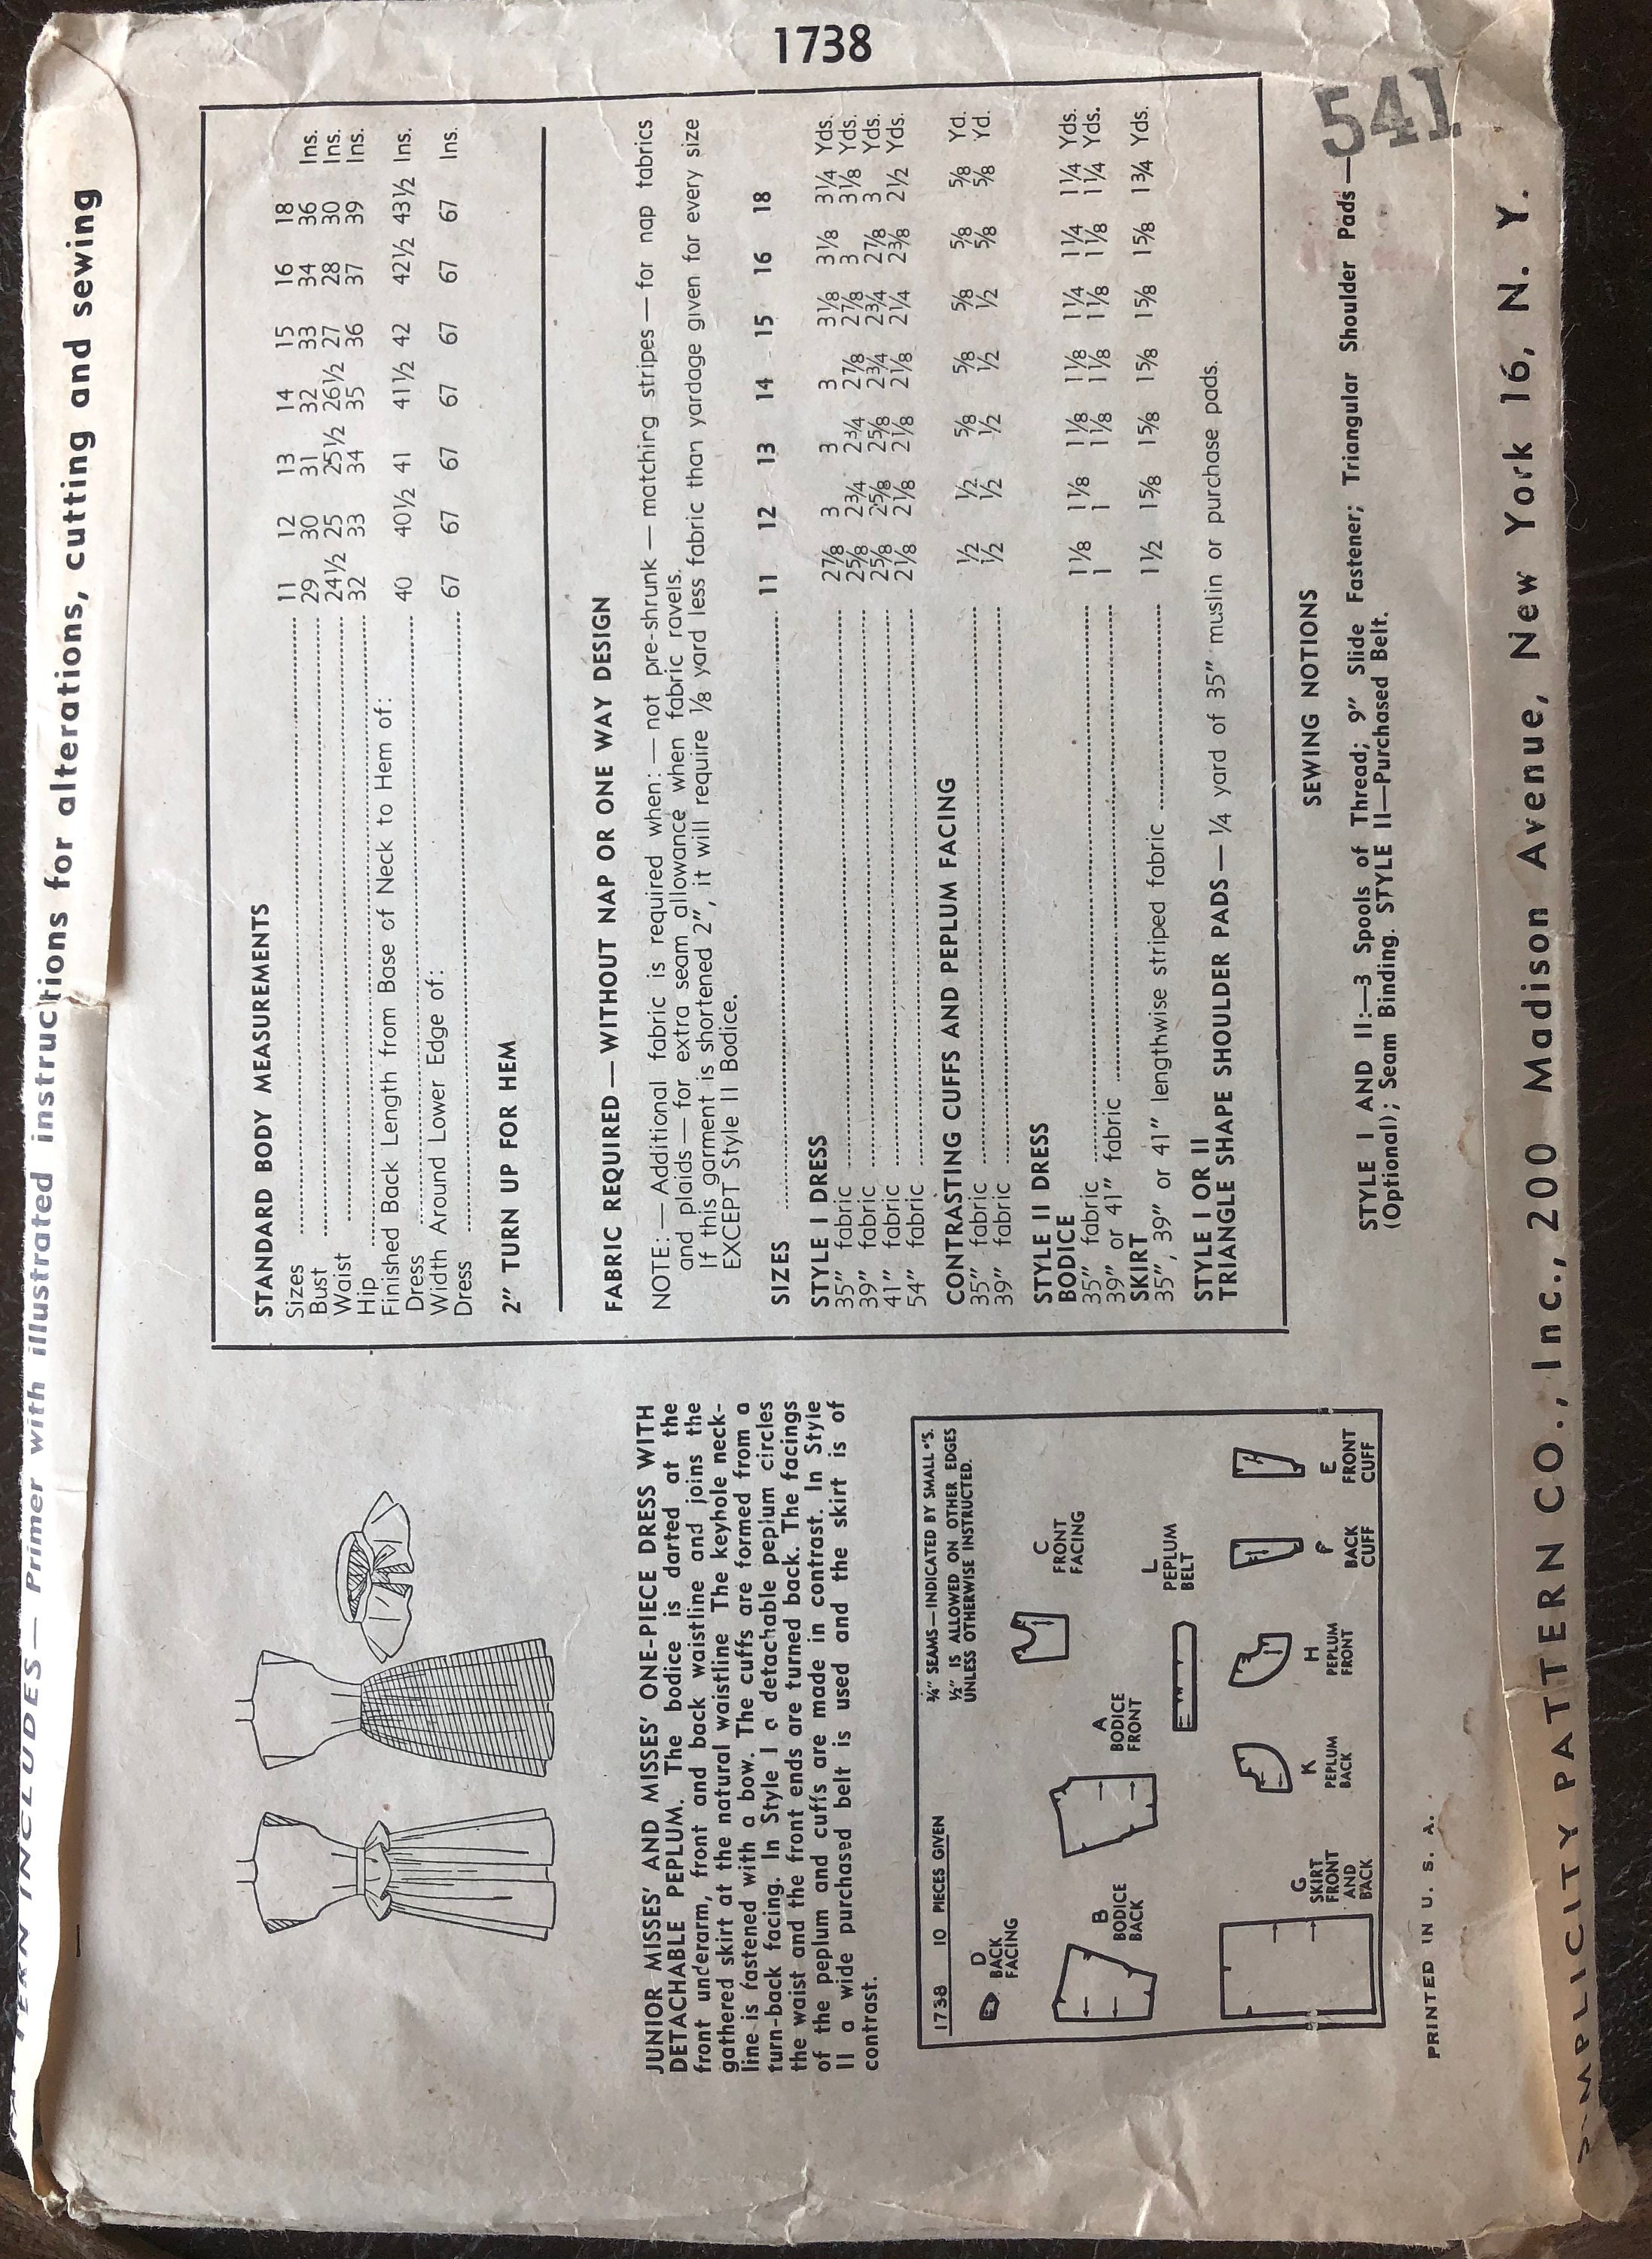 PATTERN INCLUDES — Primer with illustrated instructions for alterations, cutting and sewing
1738
JUNIOR MISSES' AND MISSES' ONE-PIECE DRESS WITH
DETACHABLE PEPLUM. The bodice is darted at the
front underarm, front and back waistline and joins the
gathered skirt at the natural waistline The keyhole neck-
line is fastened with a bow. The cuffs are formed from a
turn-back facing. In Style I a detachable peplum circles
the waist and the front ends are turned back. The facings
of the peplum and cuffs are made in contrast. In Style
II a wide purchased belt is used and the skirt is of
contrast.
1738 10 PIECES GIVEN
¾" SEAMS—INDICATED BY SMALL •'S.
½" IS ALLOWED ON OTHER EDGES
UNLESS OTHERWISE INSTRUCTED.
D
BACK
FACING
C
FRONT
FACING
B
BODICE
BACK
A
BODICE
FRONT
L
PEPLUM
BELT
G
SKIRT
FRONT
AND
BACK
K
PEPLUM
BACK
H
PEPLUM
FRONT
F
BACK
CUFF
E
FRONT
CUFF
PRINTED IN U. S. A.
STANDARD BODY MEASUREMENTS
Sizes 11 12 13 14 15 16 18
Bust 29 30 31 32 33 34 36 Ins.
Waist 24½ 25 25½ 26½ 27 28 30 Ins.
Hip 32 33 34 35 36 37 39 Ins.
Finished Back Length from Base of Neck to Hem of:
Dress 40 40½ 41 41½ 42 42½ 43½ Ins.
Width Around Lower Edge of:
Dress 67 67 67 67 67 67 67 Ins.
2" TURN UP FOR HEM
FABRIC REQUIRED — WITHOUT NAP OR ONE WAY DESIGN
NOTE: — Additional fabric is required when: — not pre-shrunk — matching stripes — for nap fabrics
and plaids — for extra seam allowance when fabric ravels.
If this garment is shortened 2", it will require ⅛ yard less fabric than yardage given for every size
EXCEPT Style II Bodice.
SIZES 11 12 13 14 15 16 18
STYLE I DRESS
35" fabric 2⅞ 3 3 3 3⅛ 3⅛ 3¼ Yds.
39" fabric 2⅝ 2¾ 2¾ 2⅞ 2⅞ 3 3⅛ Yds.
41" fabric 2⅝ 2⅝ 2⅝ 2¾ 2¾ 2⅞ 3 Yds.
54" fabric 2⅛ 2⅛ 2⅛ 2⅛ 2¼ 2⅜ 2½ Yds.
CONTRASTING CUFFS AND PEPLUM FACING
35" fabric ½ ½ ⅝ ⅝ ⅝ ⅝ ⅝ Yd.
39" fabric ½ ½ ½ ½ ½ ⅝ ⅝ Yd.
STYLE II DRESS
BODICE
35" fabric 1⅛ 1⅛ 1⅛ 1⅛ 1¼ 1¼ 1¼ Yds.
39" or 41" fabric 1 1 1⅛ 1⅛ 1⅛ 1⅛ 1¼ Yds.
SKIRT
35", 39" or 41" lengthwise striped fabric 1½ 1⅝ 1⅝ 1⅝ 1⅝ 1⅝ 1¾ Yds.
STYLE I OR II
TRIANGLE SHAPE SHOULDER PADS — ¼ yard of 35" muslin or purchase pads.
SEWING NOTIONS
STYLE I AND II:—3 Spools of Thread; 9" Slide Fastener; Triangular Shoulder Pads —
(Optional); Seam Binding. STYLE II—Purchased Belt.
541
SIMPLICITY PATTERN CO., Inc., 200 Madison Avenue, New York 16, N. Y.